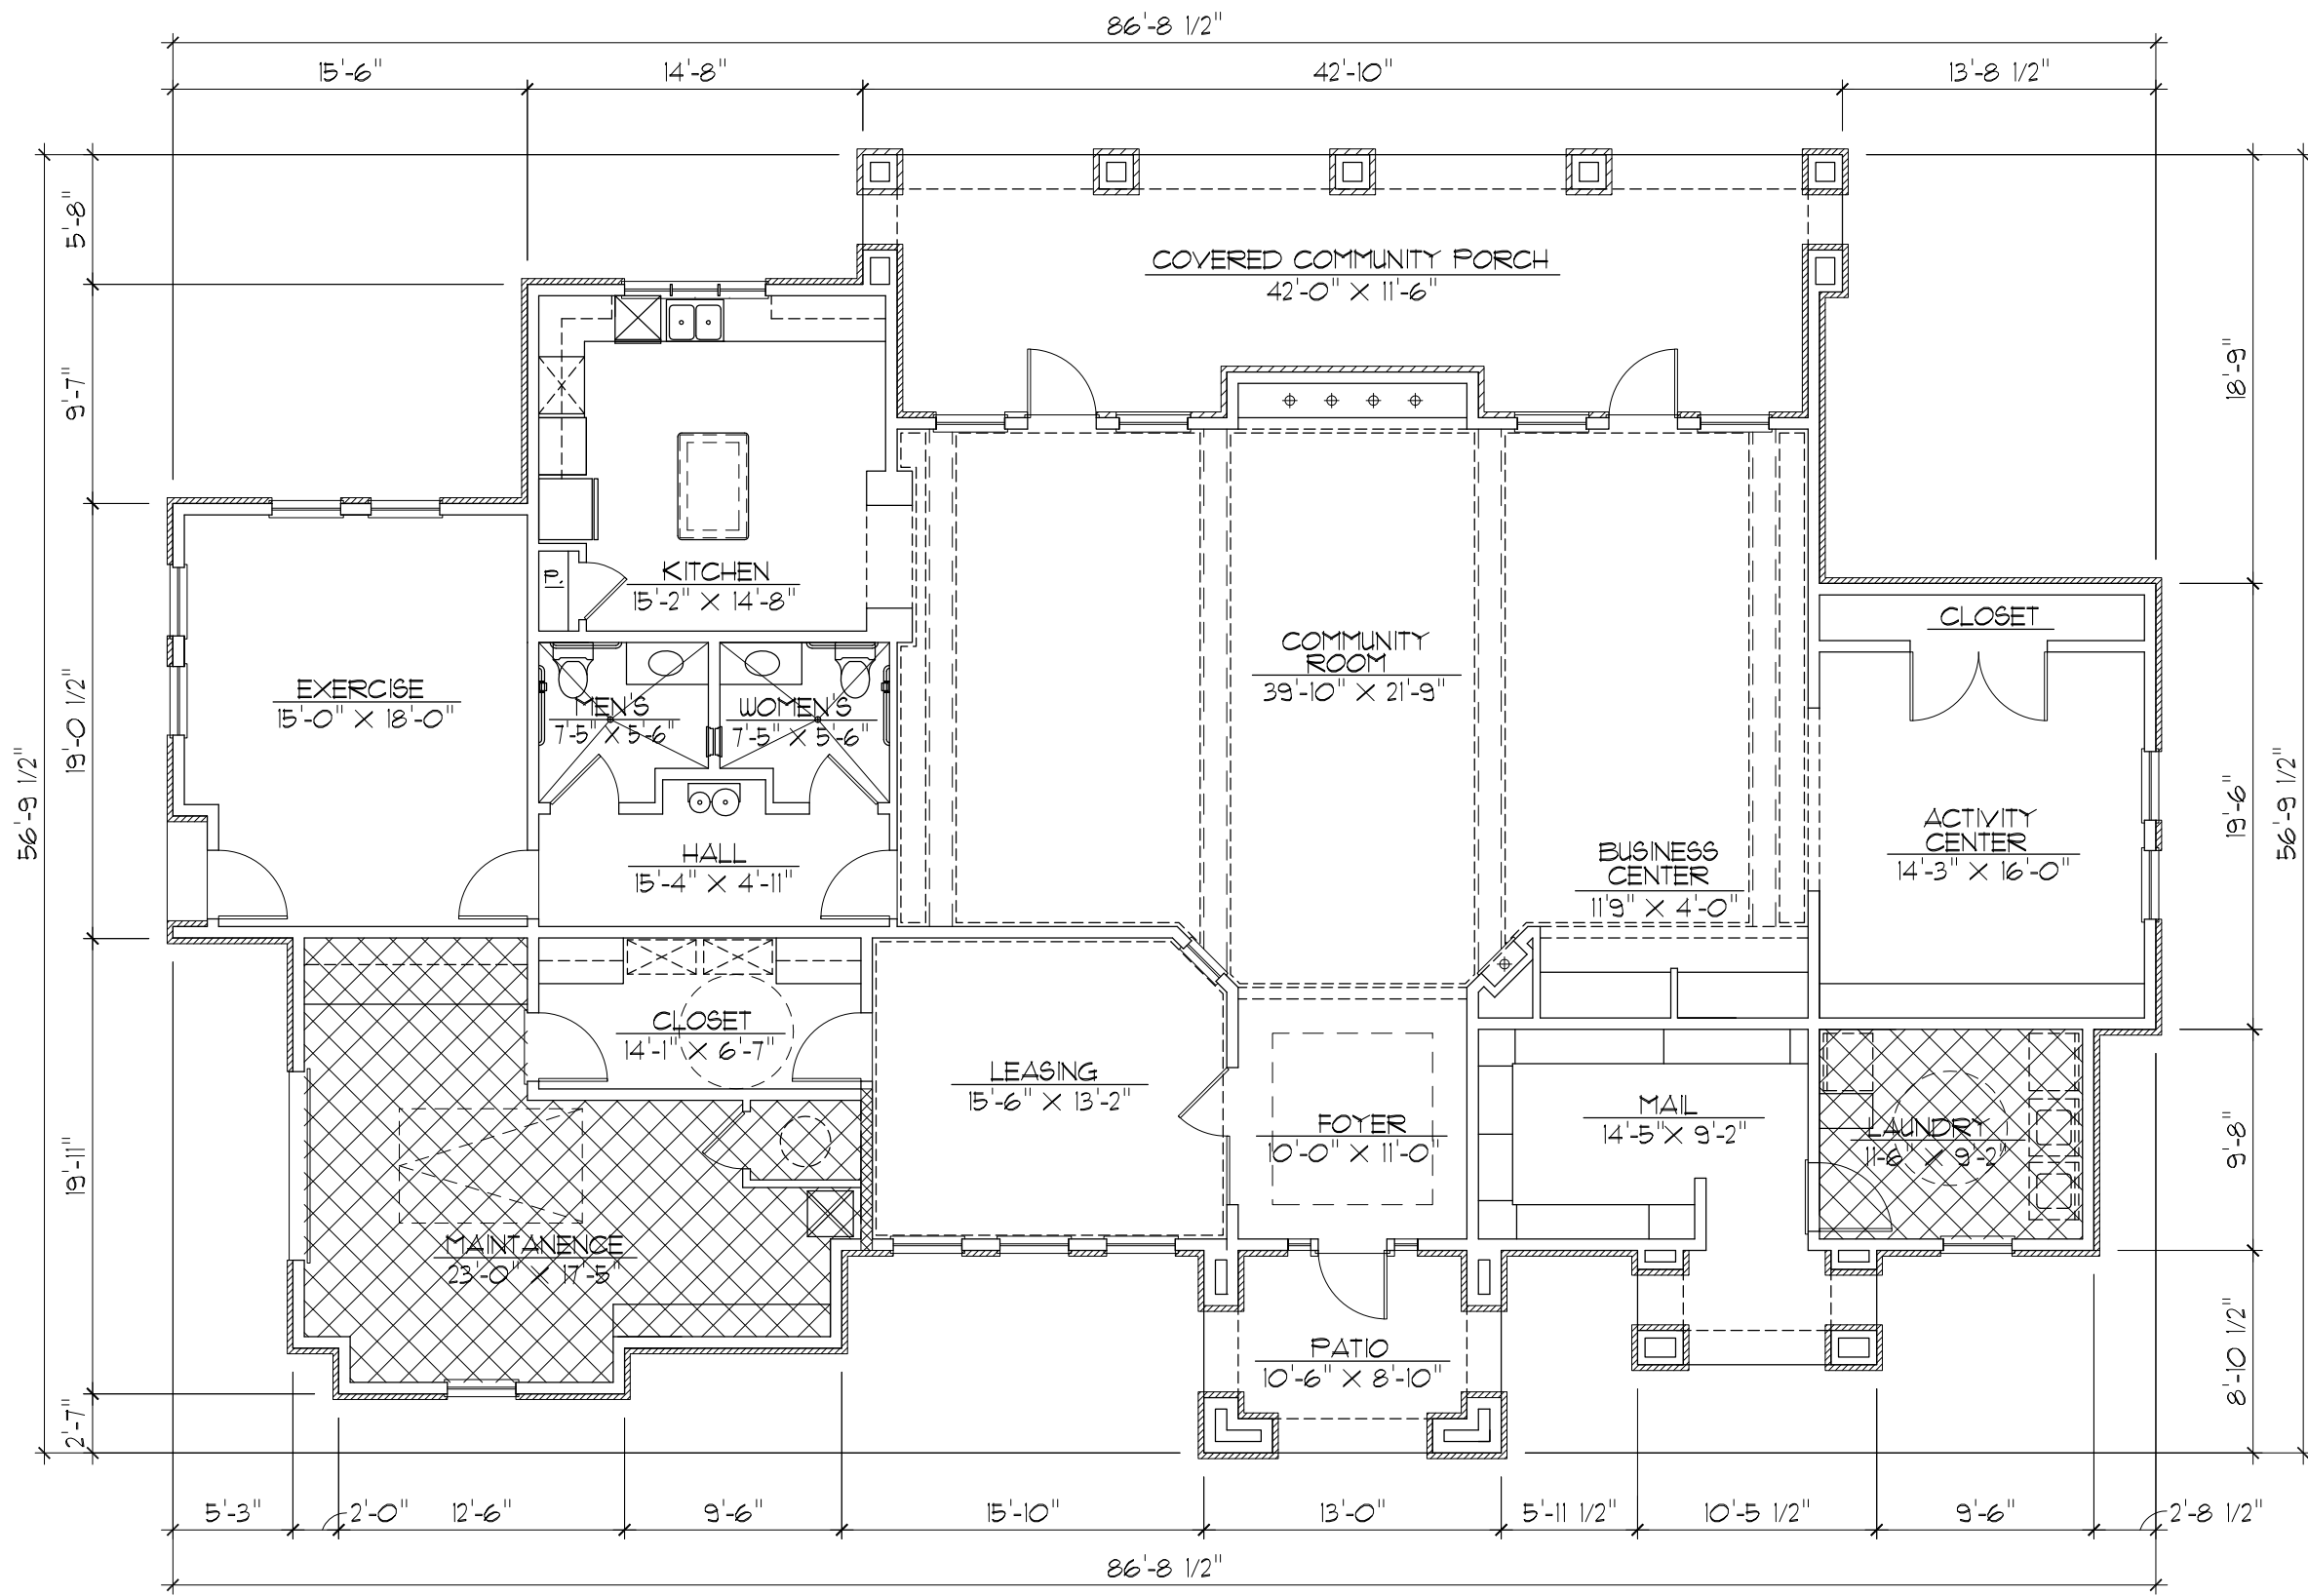 86'-8 1/2"
15'-6"
14'-8"
42'-10"
13'-8 1/2"
5'-8"
9'-7"
19'-0 1/2"
56'-9 1/2"
19'-11"
2'-7"
18'-9"
19'-6"
56'-9 1/2"
9'-8"
8'-10 1/2"
COVERED COMMUNITY PORCH
42'-0" X 11'-6"
KITCHEN
15'-2" X 14'-8"
P.
CLOSET
COMMUNITY
ROOM
39'-10" X 21'-9"
EXERCISE
15'-0" X 18'-0"
MEN'S
7'-5" X 5'-6"
WOMEN'S
7'-5" X 5'-6"
HALL
15'-4" X 4'-11"
BUSINESS
CENTER
11'9" X 4'-0"
ACTIVITY
CENTER
14'-3" X 16'-0"
CLOSET
14'-1" X 6'-7"
LEASING
15'-6" X 13'-2"
FOYER
10'-0" X 11'-0"
MAIL
14'-5" X 9'-2"
LAUNDRY
11-6" X 9'-2"
MAINTANENCE
23'-0" X 17'-5"
PATIO
10'-6" X 8'-10"
5'-3"
2'-0"
12'-6"
9'-6"
15'-10"
13'-0"
5'-11 1/2"
10'-5 1/2"
9'-6"
2'-8 1/2"
86'-8 1/2"